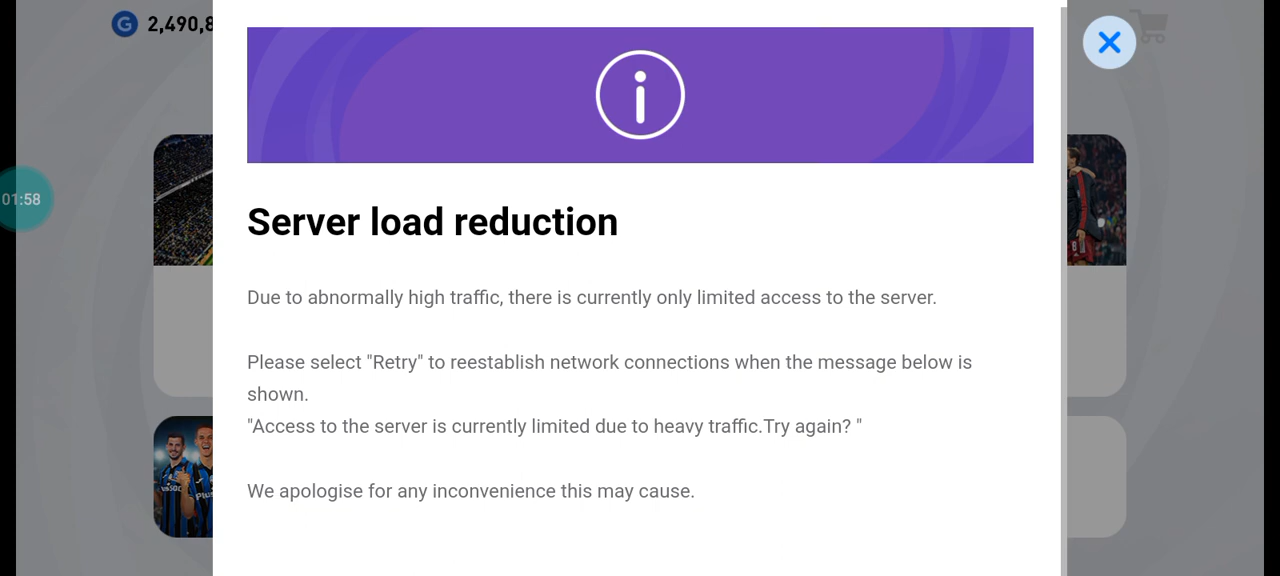 G 2,490,8
01:58
Server load reduction
Due to abnormally high traffic, there is currently only limited access to the server.
Please select "Retry" to reestablish network connections when the message below is
shown.
"Access to the server is currently limited due to heavy traffic.Try again? "
We apologise for any inconvenience this may cause.